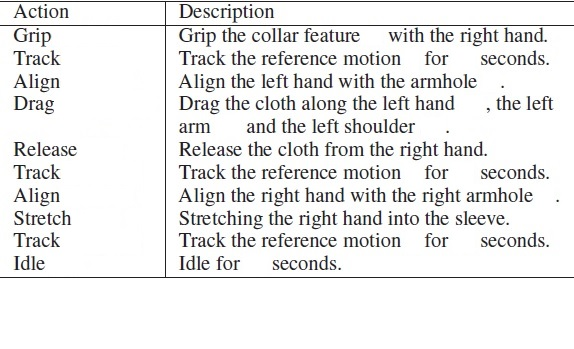 Action Description
Grip Grip the collar feature with the right hand.
Track Track the reference motion for seconds.
Align Align the left hand with the armhole .
Drag Drag the cloth along the left hand , the left
arm and the left shoulder .
Release Release the cloth from the right hand.
Track Track the reference motion for seconds.
Align Align the right hand with the right armhole .
Stretch Stretching the right hand into the sleeve.
Track Track the reference motion for seconds.
Idle Idle for seconds.